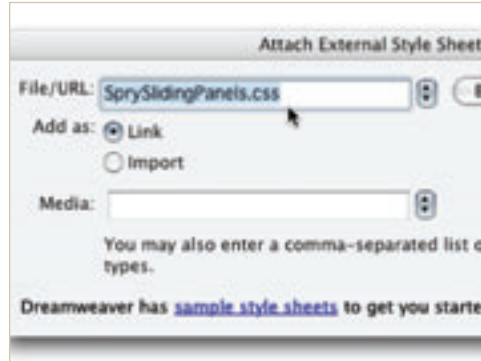 Attach External Style Sheet
File/URL: SprySlidingPanels.css
Add as: Link
Import
Media:
You may also enter a comma-separated list
types.
Dreamweaver has sample style sheets to get you starte